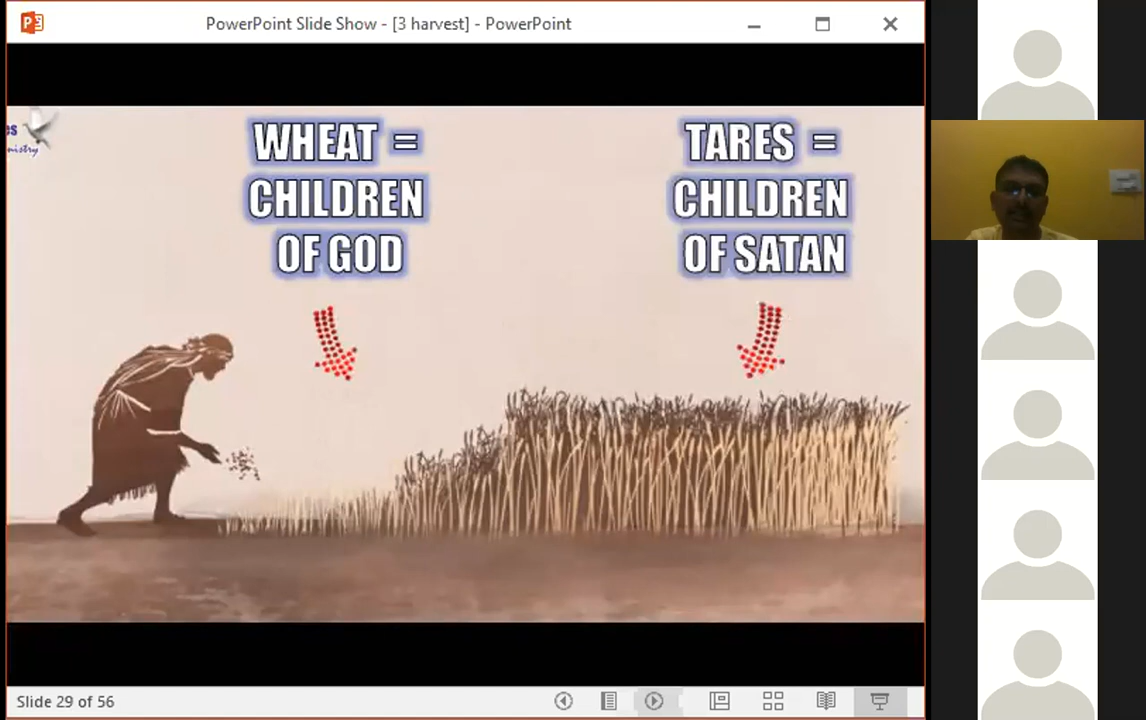 PowerPoint Slide Show - [3 harvest] - PowerPoint
WHEAT =
CHILDREN
OF GOD
TARES =
CHILDREN
OF SATAN
Slide 29 of 56